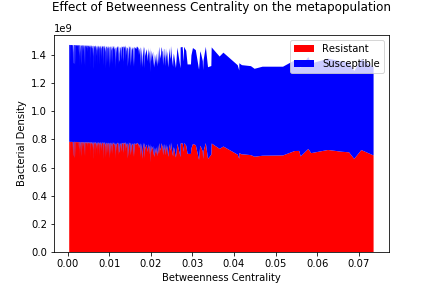 Effect of Betweenness Centrality on the metapopulation
1e9
Resistant
Susceptible
1.4
1.2
1.0
0.8
0.6
0.4
0.2
0.0
Bacterial Density
0.00 0.01 0.02 0.03 0.04 0.05 0.06 0.07
Betweenness Centrality